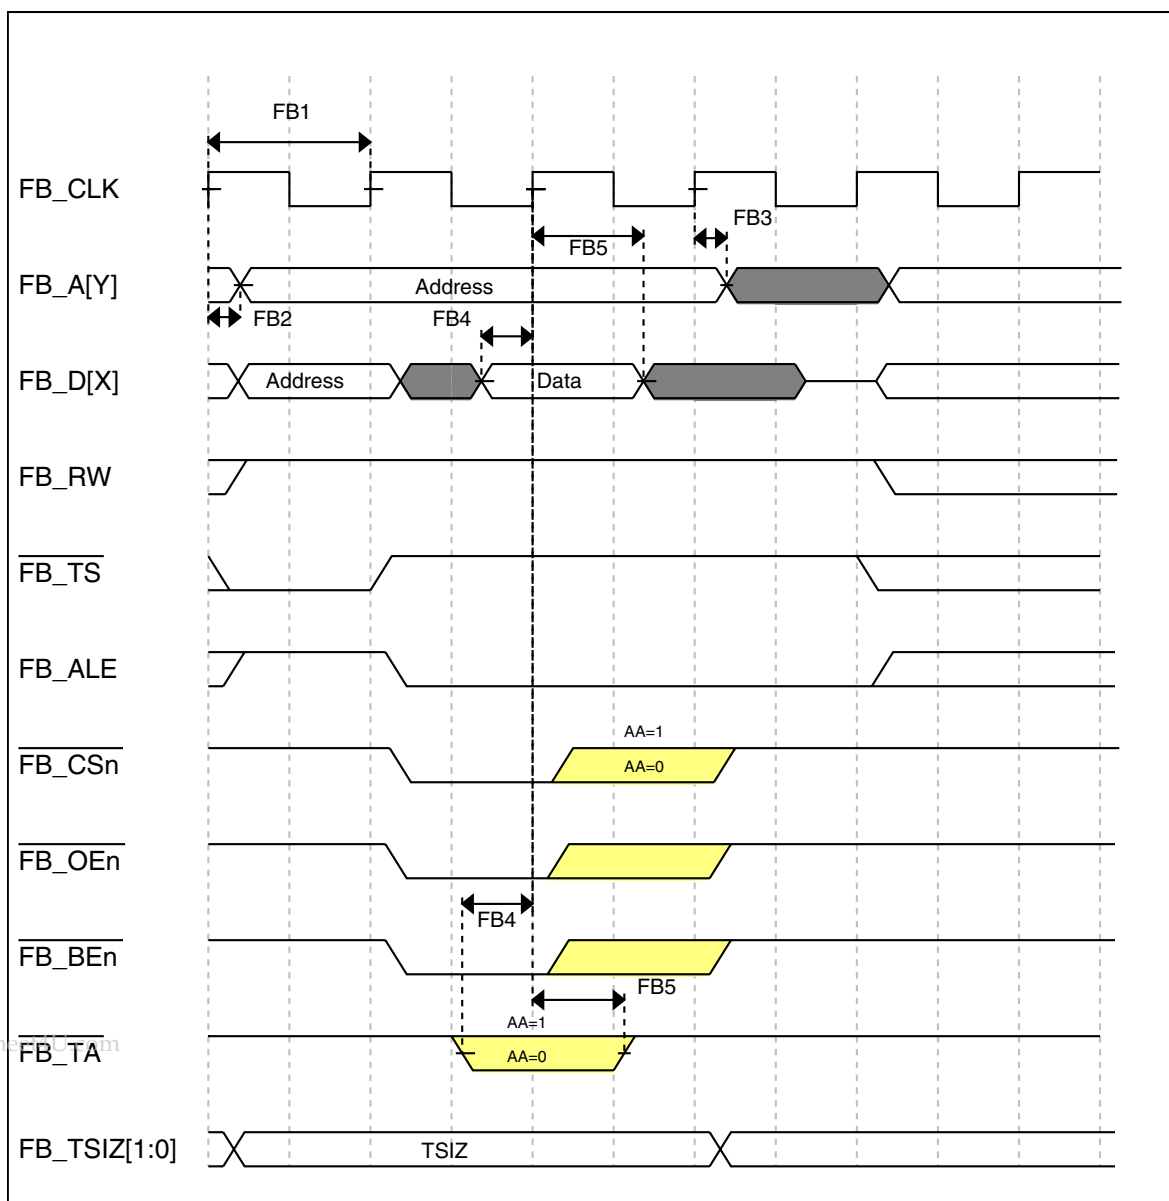 FB1
FB_CLK
FB3
FB5
FB_A[Y]
Address
FB2
FB4
FB_D[X]
Address
Data
FB_RW
FB_TS
FB_ALE
AA=1
FB_CSn
AA=0
FB_OEn
FB4
FB_BEn
FB5
AA=1
FB_TA
AA=0
FB_TSIZ[1:0]
TSIZ